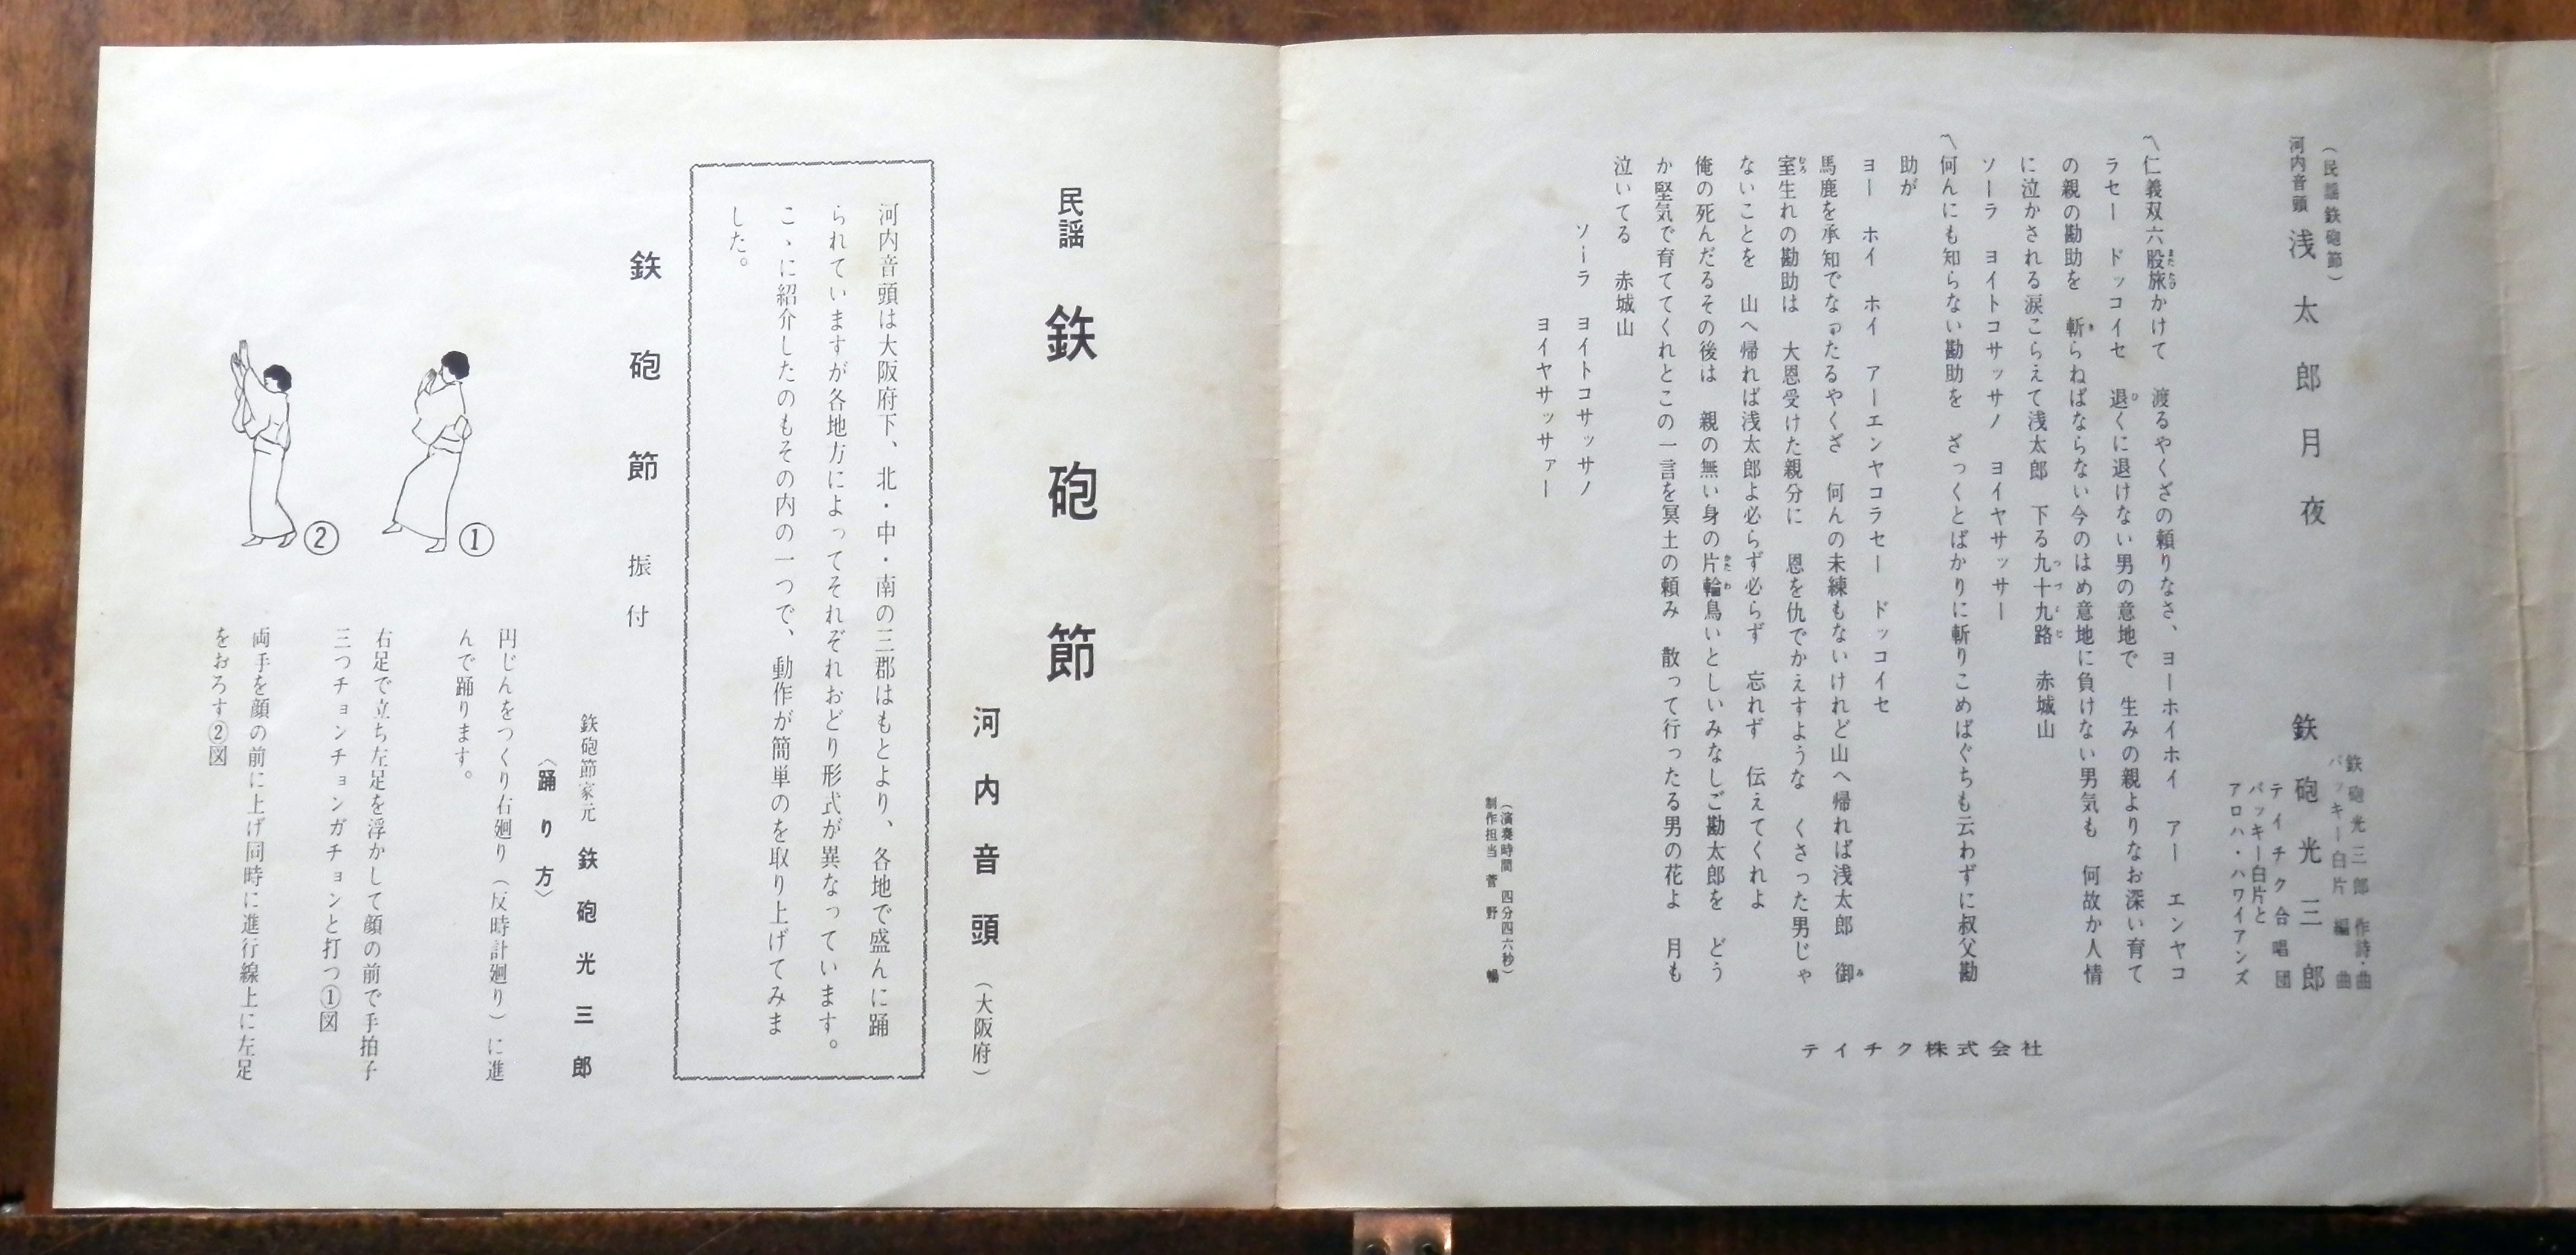 (民謡鉄砲節)
河内音頭 浅太郎月夜
鉄砲光三郎 作詩・曲
バッキー白片 編曲
鉄砲光三郎
テイチク合唱団
バッキー白片と
アロハ・ハワイアンズ
〽仁義双六股旅かけて 渡るやくざの頼りなさ、ヨーホイホイ アー エンヤコ
ラセー ドッコイセ 退くに退けない男の意地で 生みの親よりなお深い育て
の親の勘助を 斬らねばならない今のはめ意地に負けない男気も 何故か人情
に泣かされる涙こらえて浅太郎 下る九十九路 赤城山
ソーラ ヨイトコサッサノ ヨイヤサッサー
〽何んにも知らない勘助を ざっくとばかりに斬りこめばぐちも云わずに叔父勘
助が
ヨー ホイ ホイ アーエンヤコラセー ドッコイセ
馬鹿を承知でなったるやくざ 何んの未練もないけれど山へ帰れば浅太郎 御
室生れの勘助は 大恩受けた親分に 恩を仇でかえすような くさった男じゃ
ないことを 山へ帰れば浅太郎よ必らず必らず 忘れず 伝えてくれよ
俺の死んだるその後は 親の無い身の片輪鳥いとしいみなしご勘太郎を どう
か堅気で育ててくれとこの一言を冥土の頼み 散って行ったる男の花よ 月も
泣いてる 赤城山
ソーラ ヨイトコサッサノ
ヨイヤサッサァー
(演奏時間 四分四六秒)
制作担当 菅野 暢
テイチク株式会社
民謡 鉄砲節
河内音頭 (大阪府)
河内音頭は大阪府下、北・中・南の三郡はもとより、各地で盛んに踊
られていますが各地方によってそれぞれおどり形式が異なっています。
こゝに紹介したのもその内の一つで、動作が簡単のを取り上げてみま
した。
鉄砲節 振付
鉄砲節家元 鉄砲光三郎
〈踊り方〉
円じんをつくり右廻り(反時計廻り)に進
んで踊ります。
右足で立ち左足を浮かして顔の前で手拍子
三つチョンチョンガチョンと打つ①図
両手を顔の前に上げ同時に進行線上に左足
をおろす②図
①
②